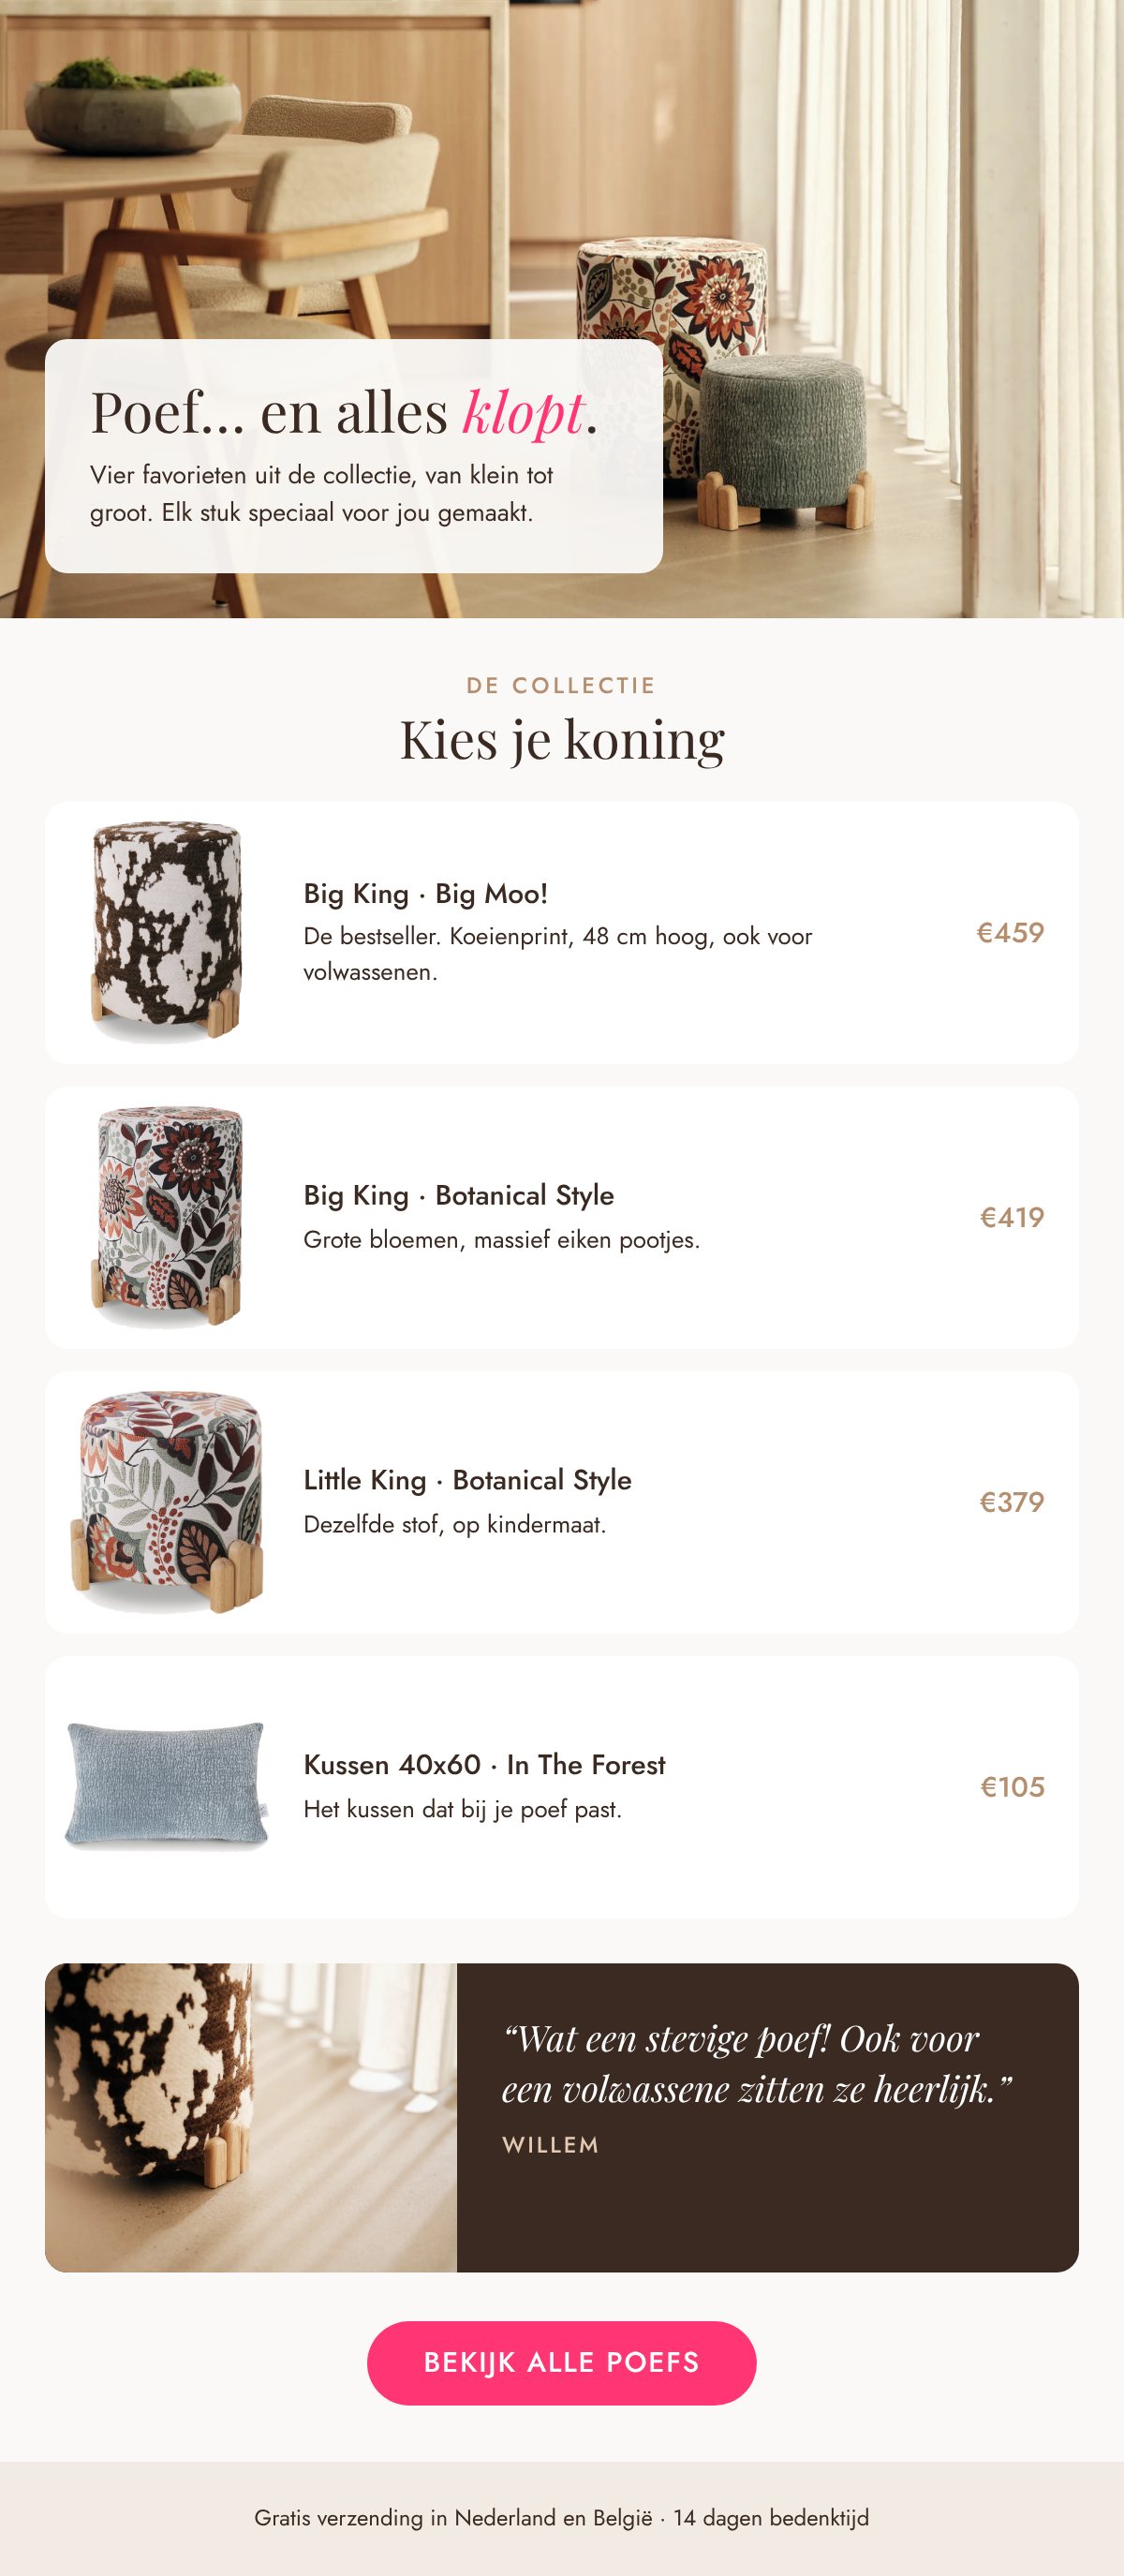 Poef... en alles klopt.
Vier favorieten uit de collectie, van klein tot
groot. Elk stuk speciaal voor jou gemaakt.
DE COLLECTIE
Kies je koning
Big King · Big Moo!
De bestseller. Koeienprint, 48 cm hoog, ook voor
volwassenen.
€459
Big King · Botanical Style
Grote bloemen, massief eiken pootjes.
€419
Little King · Botanical Style
Dezelfde stof, op kindermaat.
€379
Kussen 40x60 · In The Forest
Het kussen dat bij je poef past.
€105
“Wat een stevige poef! Ook voor
een volwassene zitten ze heerlijk.”
WILLEM
BEKIJK ALLE POEFS
Gratis verzending in Nederland en België · 14 dagen bedenktijd